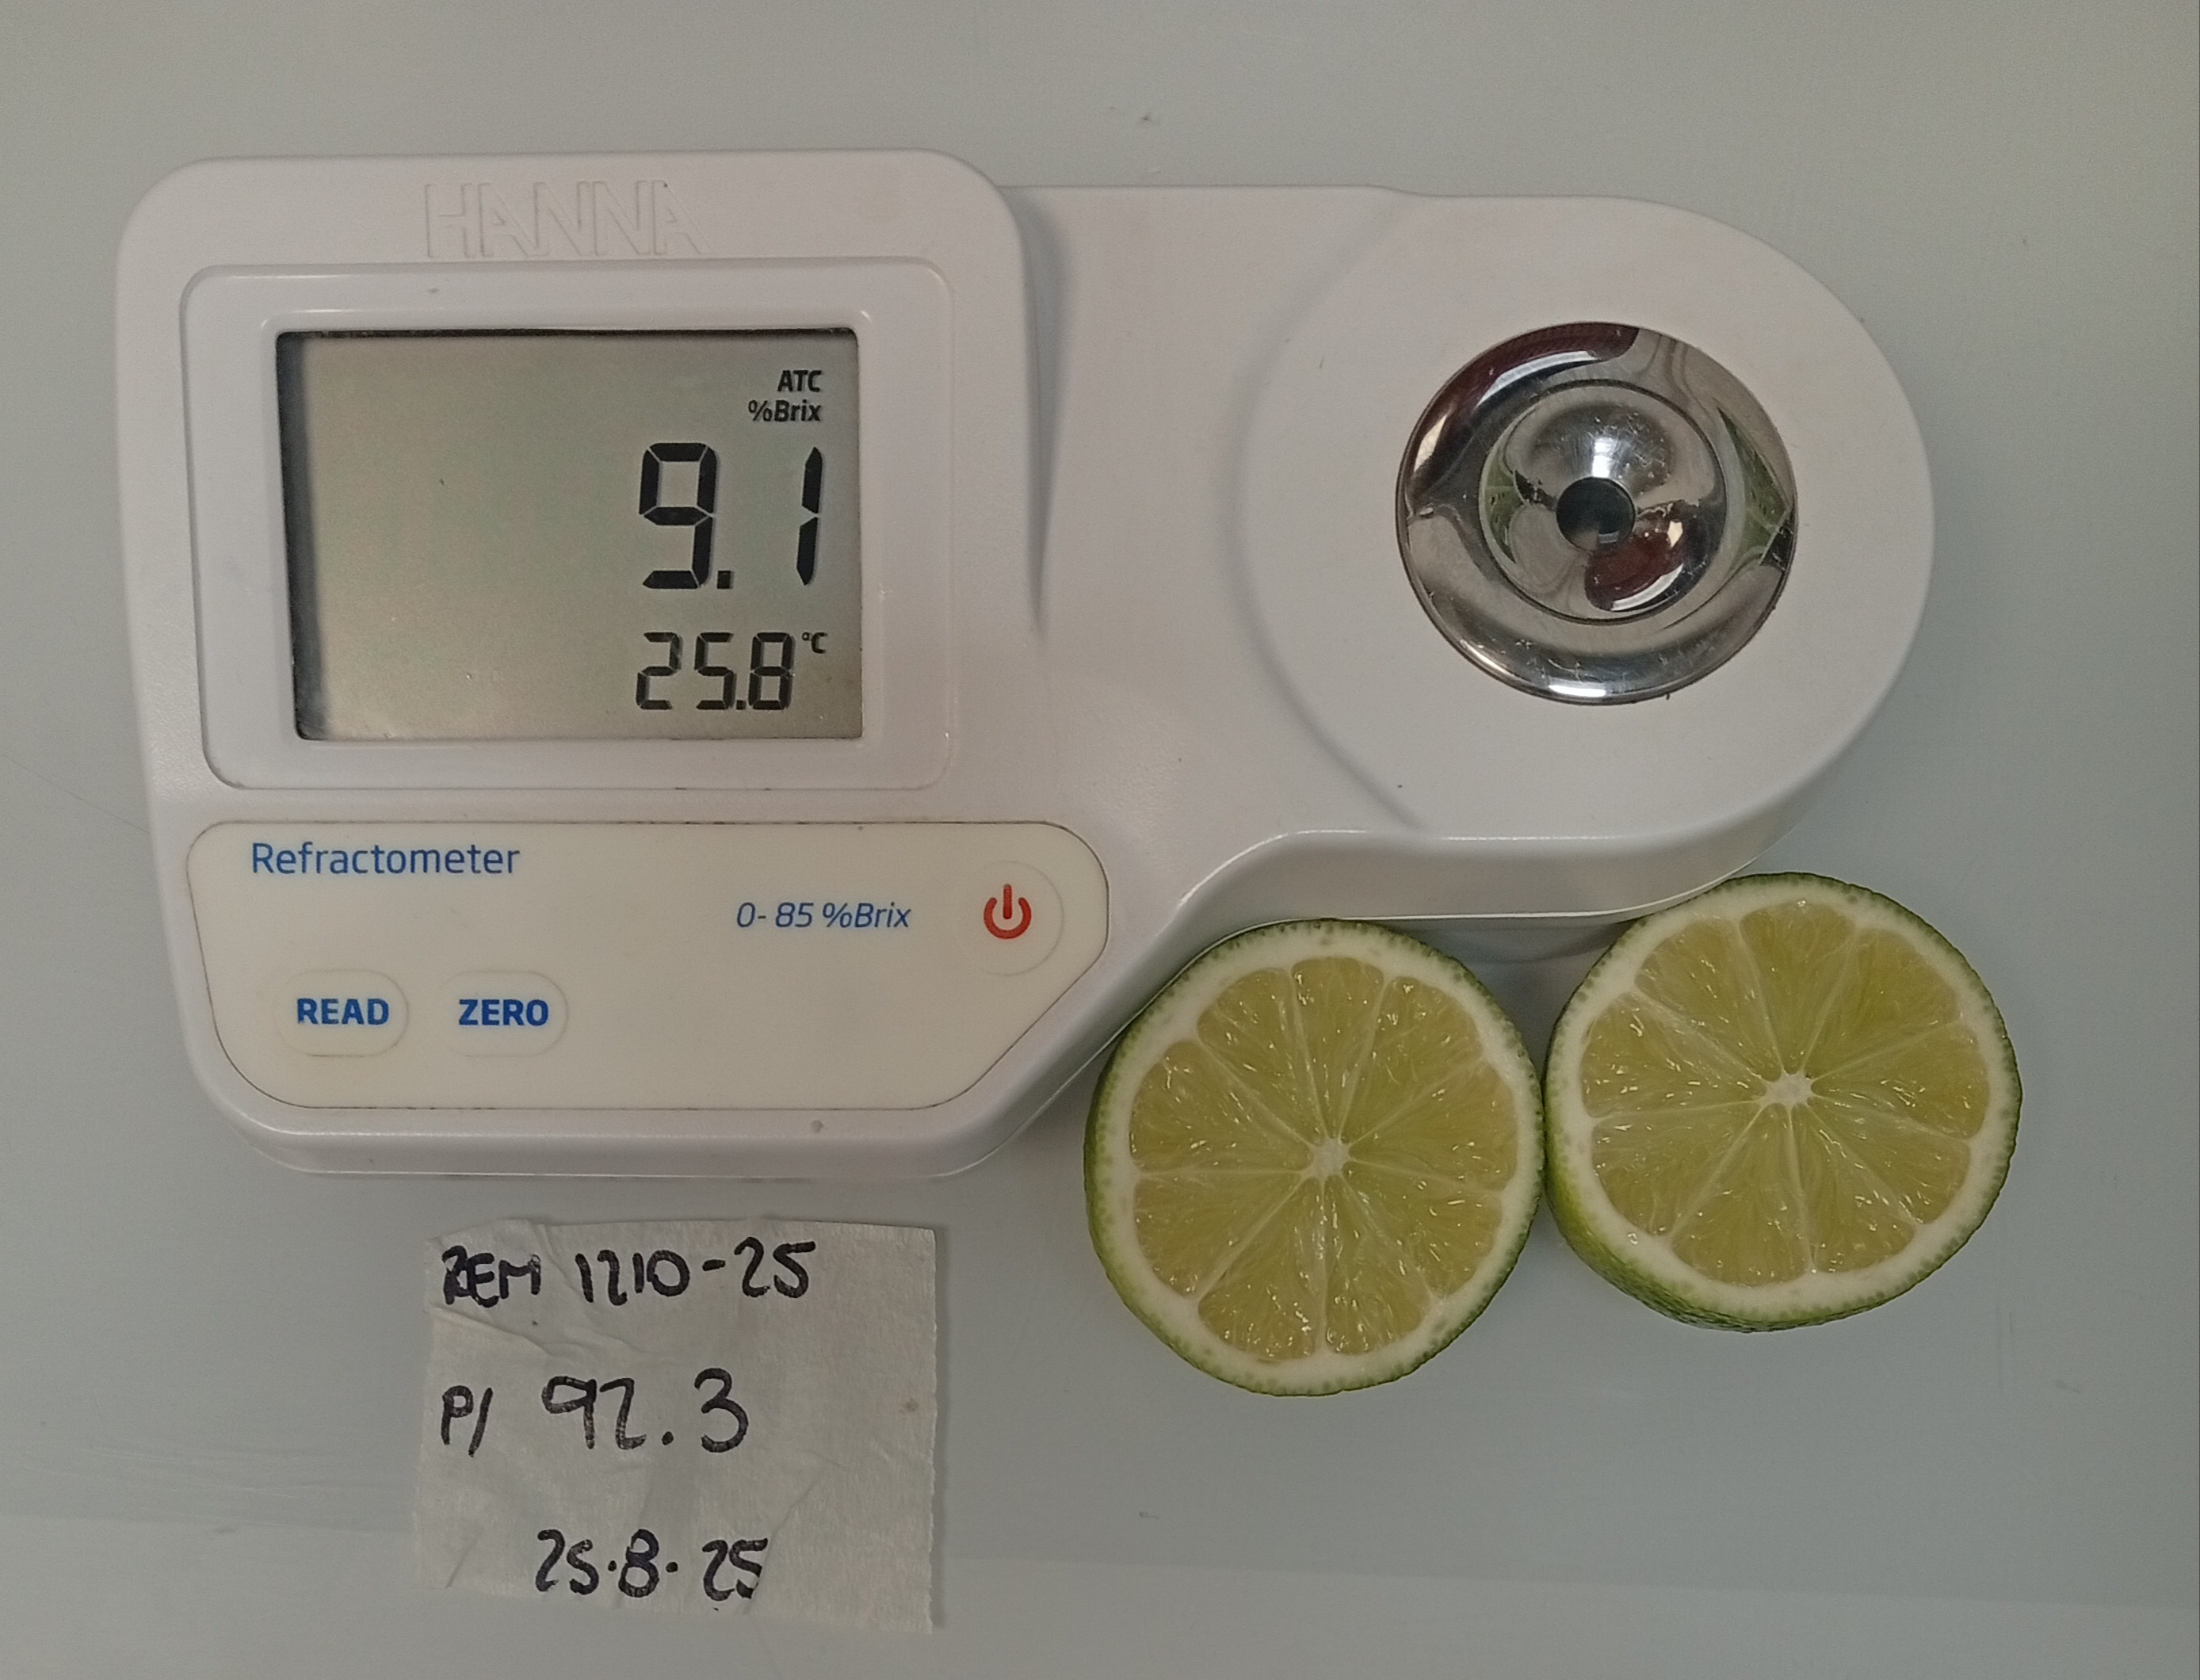 HANNA
ATC
%Brix
9.1
25.8°C
Refractometer
0-85 %Brix
READ ZERO
REM 1210-25
P/ 92.3
25.8.25